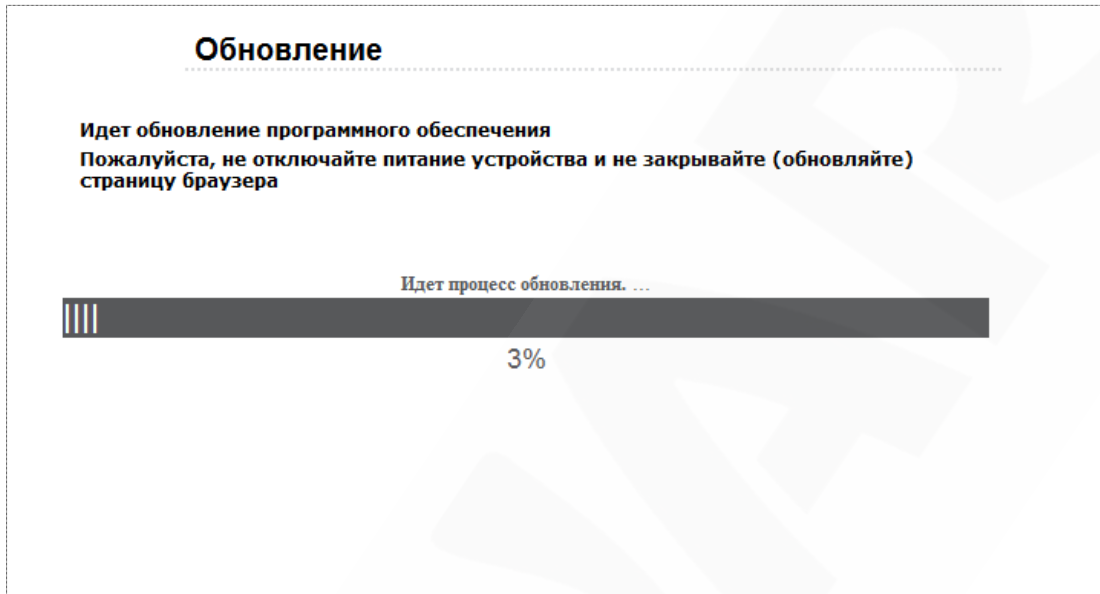 Обновление
Идет обновление программного обеспечения
Пожалуйста, не отключайте питание устройства и не закрывайте (обновляйте)
страницу браузера
Идет процесс обновления. ...
3%